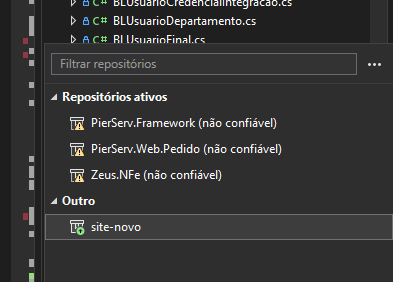 C# BLUsuarioCredencialIntegracao.cs
C# BLUsuarioDepartamento.cs
C# BLUsuarioFinal.cs
Filtrar repositórios
Repositórios ativos
PierServ.Framework (não confiável)
PierServ.Web.Pedido (não confiável)
Zeus.NFe (não confiável)
Outro
site-novo